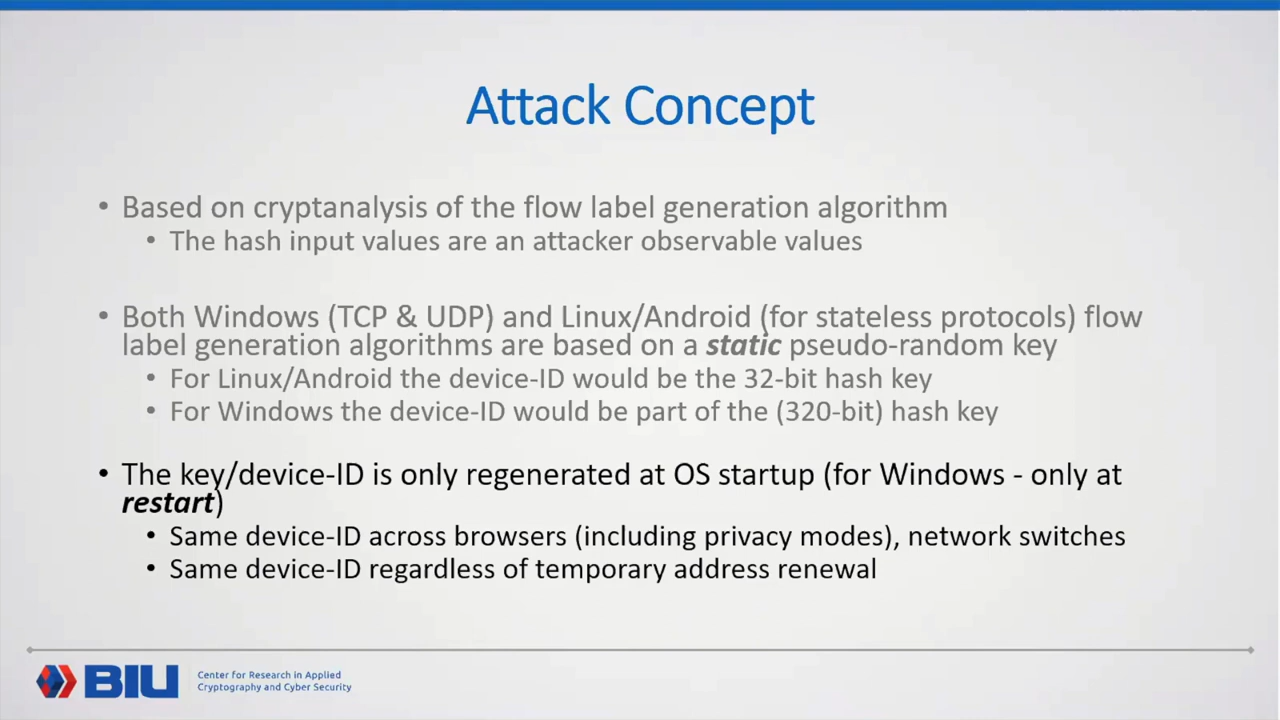 Attack Concept
• Based on cryptanalysis of the flow label generation algorithm
• The hash input values are an attacker observable values
• Both Windows (TCP & UDP) and Linux/Android (for stateless protocols) flow
label generation algorithms are based on a static pseudo-random key
• For Linux/Android the device-ID would be the 32-bit hash key
• For Windows the device-ID would be part of the (320-bit) hash key
• The key/device-ID is only regenerated at OS startup (for Windows - only at
restart)
• Same device-ID across browsers (including privacy modes), network switches
• Same device-ID regardless of temporary address renewal
BIU
Center for Research in Applied
Cryptography and Cyber Security